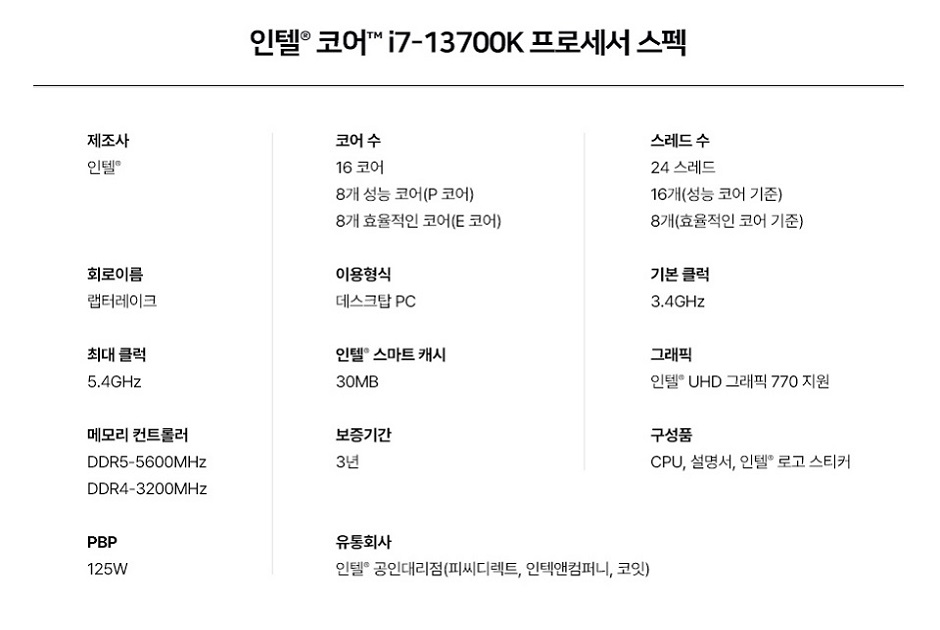 인텔® 코어™ i7-13700K 프로세서 스펙
제조사
인텔®
코어 수
16 코어
8개 성능 코어(P 코어)
8개 효율적인 코어(E 코어)
스레드 수
24 스레드
16개(성능 코어 기준)
8개(효율적인 코어 기준)
회로이름
랩터레이크
이용형식
데스크탑 PC
기본 클럭
3.4GHz
최대 클럭
5.4GHz
인텔® 스마트 캐시
30MB
그래픽
인텔® UHD 그래픽 770 지원
메모리 컨트롤러
DDR5-5600MHz
DDR4-3200MHz
보증기간
3년
구성품
CPU, 설명서, 인텔® 로고 스티커
PBP
125W
유통회사
인텔® 공인대리점(피씨디렉트, 인텍앤컴퍼니, 코잇)